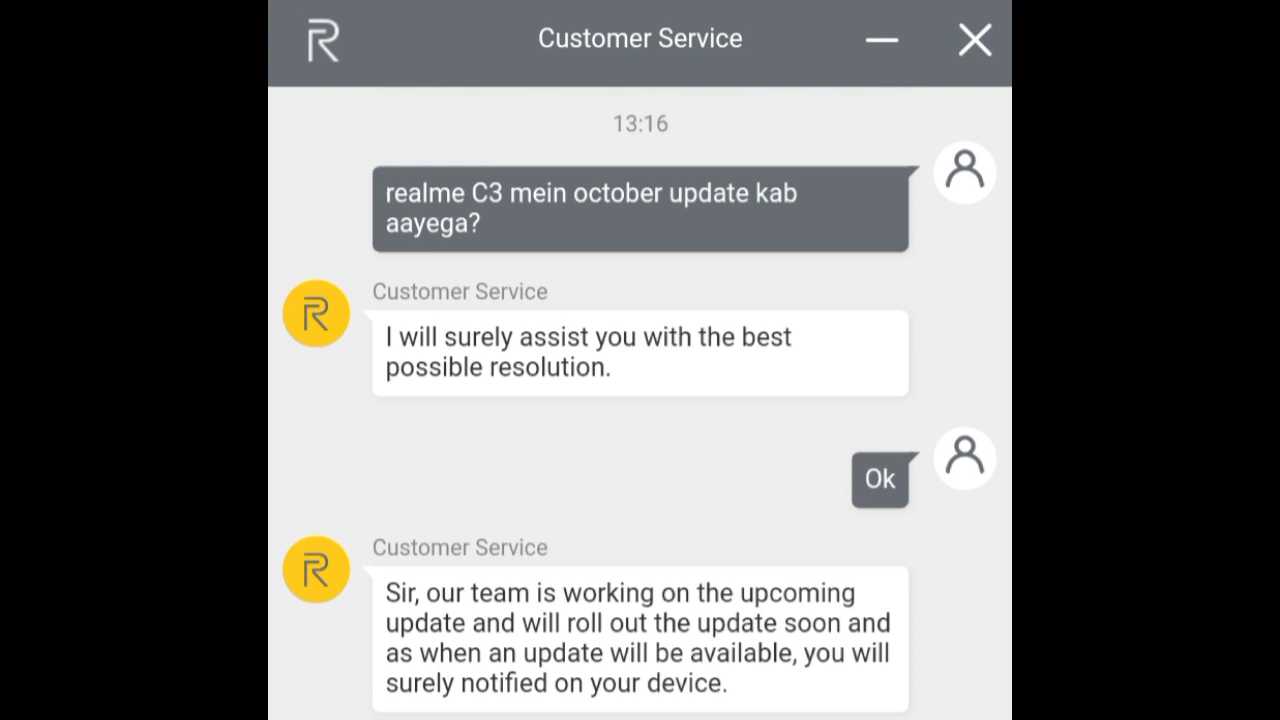 Customer Service
13:16
realme C3 mein october update kab
aayega?
Customer Service
I will surely assist you with the best
possible resolution.
Ok
Customer Service
Sir, our team is working on the upcoming
update and will roll out the update soon and
as when an update will be available, you will
surely notified on your device.